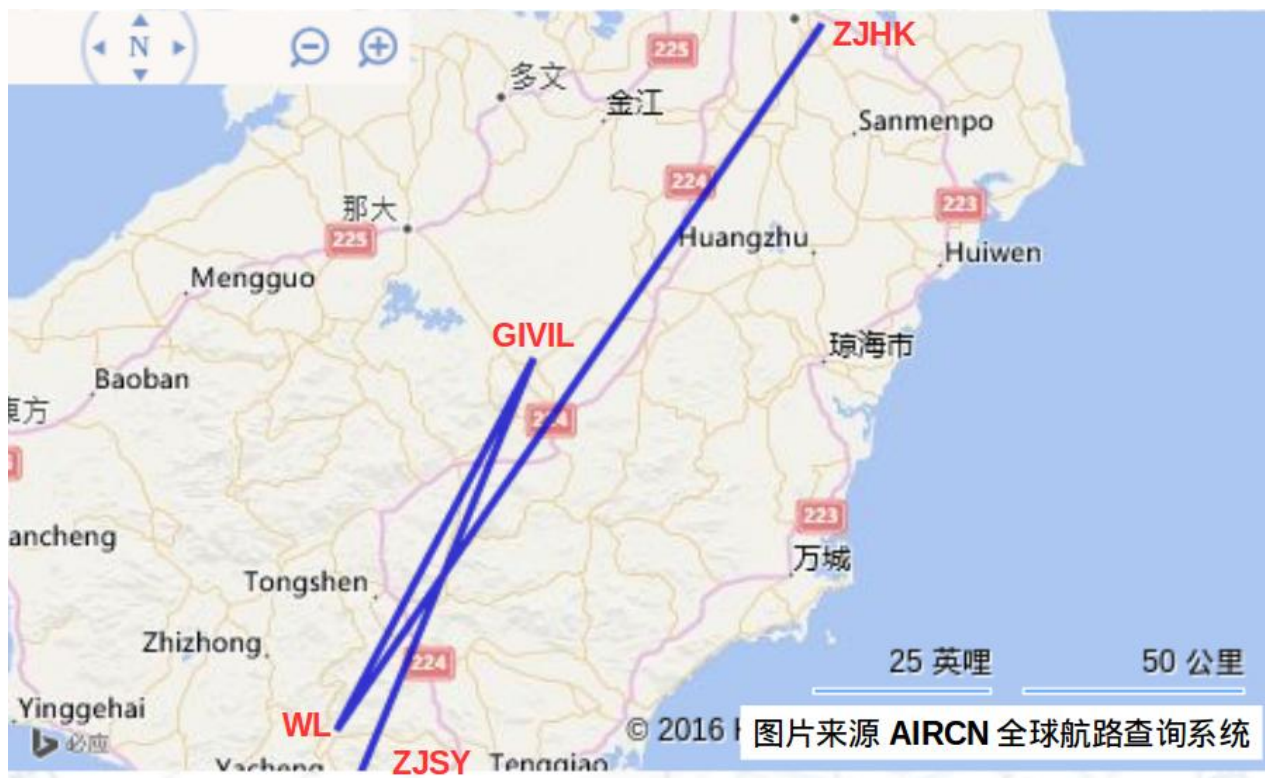 N
ZJHK
225
多文
金江
Sanmenpo
224
那大
223
225
Huangzhu
Huiwen
Mengguo
GIVIL
琼海市
Baoban
东方
224
223
ancheng
万城
Tongshen
Zhizhong
224
25 英哩
50 公里
Yinggehai
WL
© 2016
图片来源 AIRCN 全球航路查询系统
必应
ZJSY
Yacheng
Tengqiao